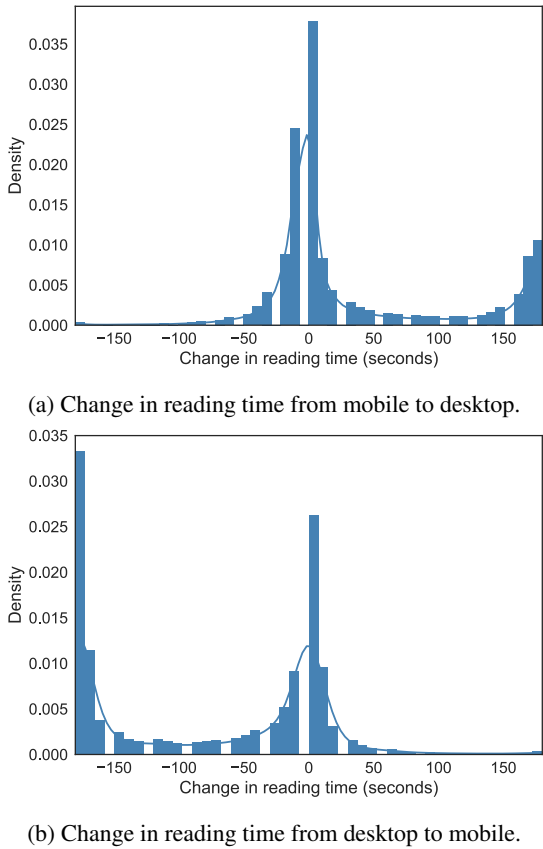 0.035
0.030
0.025
0.020
0.015
0.010
0.005
0.000
Density
−150 −100 −50 0 50 100 150
Change in reading time (seconds)
(a) Change in reading time from mobile to desktop.
0.035
0.030
0.025
0.020
0.015
0.010
0.005
0.000
Density
−150 −100 −50 0 50 100 150
Change in reading time (seconds)
(b) Change in reading time from desktop to mobile.